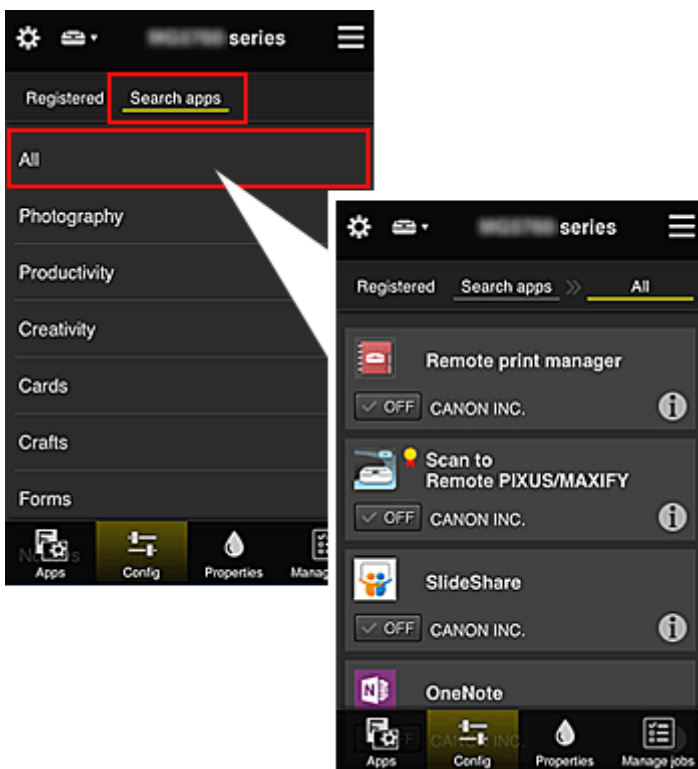 series
Registered Search apps
All
Photography
Productivity
Creativity
Cards
Crafts
Forms
Apps Config Properties
series
Registered Search apps >> All
Remote print manager
OFF CANON INC.
Scan to
Remote PIXUS/MAXIFY
OFF CANON INC.
SlideShare
OFF CANON INC.
OneNote
CANON INC.
Apps Config Properties Manage jobs